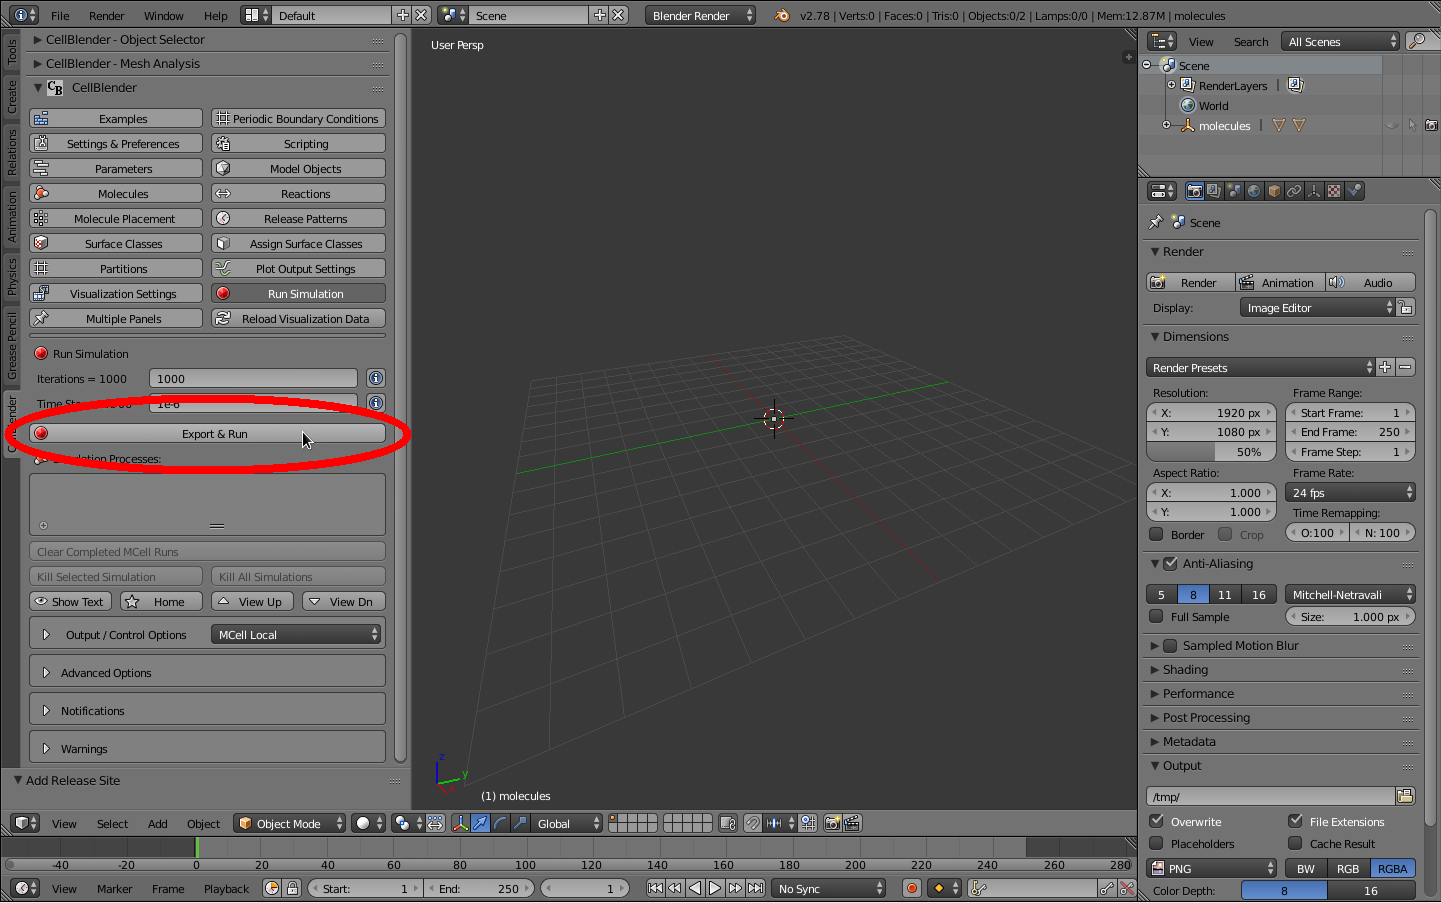 File Render Window Help Default Scene Blender Render v2.78 | Verts:0 | Faces:0 | Tris:0 | Objects:0/2 | Lamps:0/0 | Mem:12.87M | molecules
Tools
Create
Relations
Animation
Physics
Grease Pencil
CellBlender - Object Selector
CellBlender - Mesh Analysis
CB CellBlender
Examples Periodic Boundary Conditions
Settings & Preferences Scripting
Parameters Model Objects
Molecules Reactions
Molecule Placement Release Patterns
Surface Classes Assign Surface Classes
Partitions Plot Output Settings
Visualization Settings Run Simulation
Multiple Panels Reload Visualization Data
Run Simulation
Iterations = 1000 1000
Time 1e-6
Export & Run
Processes:
Clear Completed MCell Runs
Kill Selected Simulation Kill All Simulations
Show Text Home View Up View Dn
Output / Control Options MCell Local
Advanced Options
Notifications
Warnings
Add Release Site
User Persp
z
y
x
(1) molecules
View Select Add Object Object Mode Global
-40 -20 0 20 40 60 80 100 120 140 160 180 200 220 240 260 280
View Marker Frame Playback Start: 1 End: 250 1 No Sync
View Search All Scenes
Scene
RenderLayers |
World
molecules |
Scene
Render
Render Animation Audio
Display: Image Editor
Dimensions
Render Presets
Resolution: Frame Range:
X: 1920 px Start Frame: 1
Y: 1080 px End Frame: 250
50% Frame Step: 1
Aspect Ratio: Frame Rate:
X: 1.000 24 fps
Y: 1.000 Time Remapping:
Border Crop O:100 N: 100
Anti-Aliasing
5 8 11 16 Mitchell-Netravali
Full Sample Size: 1.000 px
Sampled Motion Blur
Shading
Performance
Post Processing
Metadata
Output
/tmp/
Overwrite File Extensions
Placeholders Cache Result
PNG BW RGB RGBA
Color Depth: 8 16